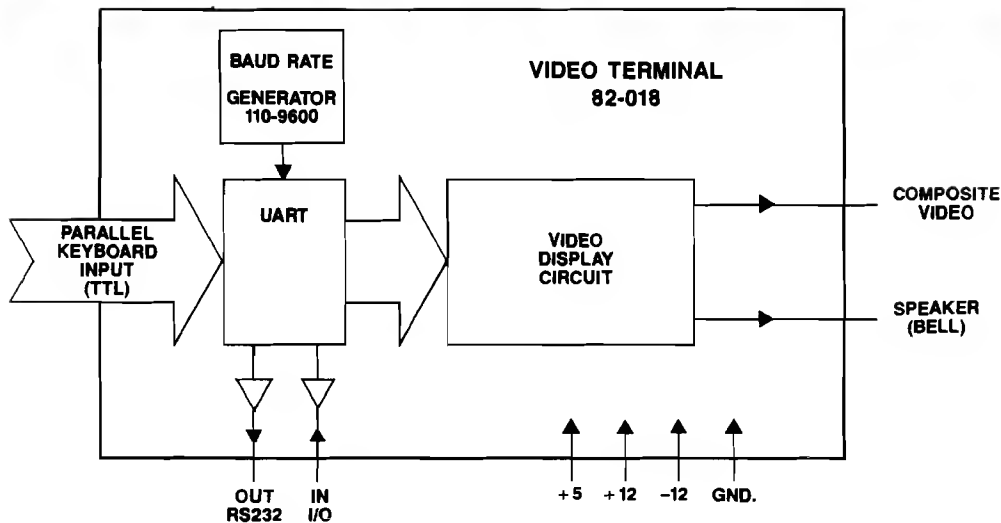 BAUD RATE
GENERATOR
110-9600
VIDEO TERMINAL
82-018
UART
PARALLEL
KEYBOARD
INPUT
(TTL)
VIDEO
DISPLAY
CIRCUIT
COMPOSITE
VIDEO
SPEAKER
(BELL)
OUT
RS232
IN
I/O
+5
+12
-12
GND.